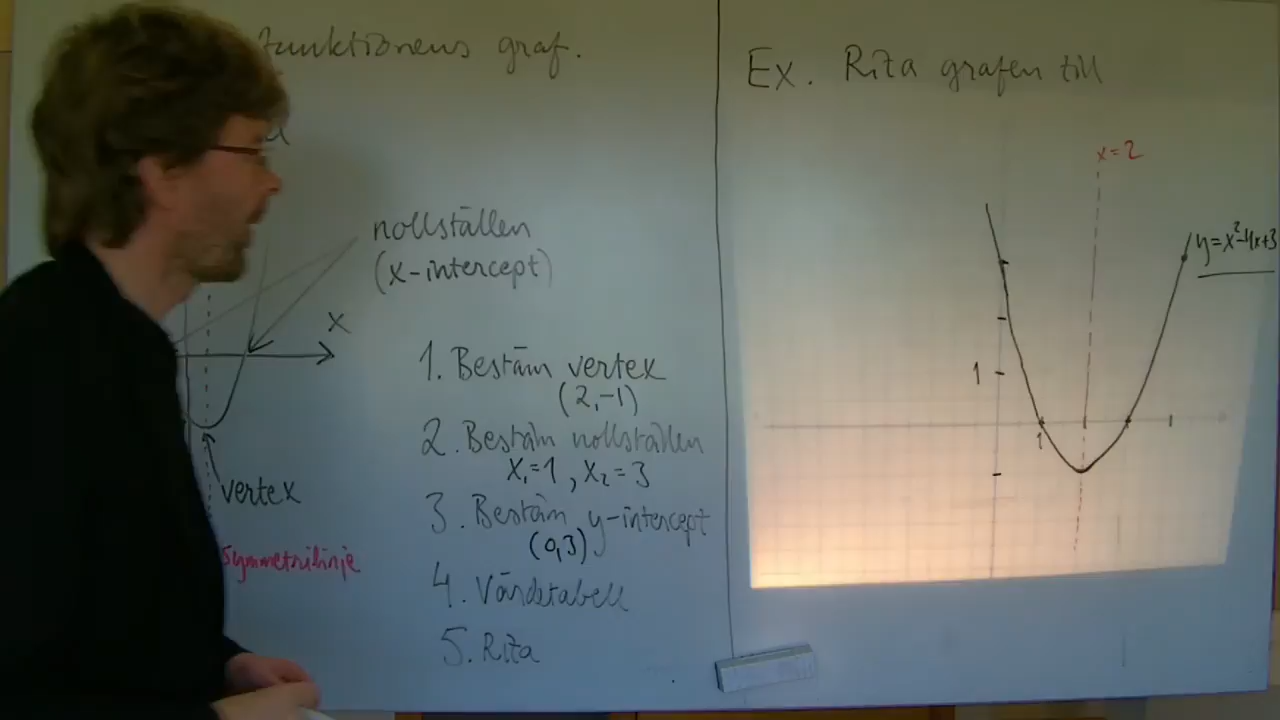 funktionens graf.
nollställen
(x-intercept)
x
vertex
Symmetrilinje
1. Bestäm vertex
(2,-1)
2. Bestäm nollställen
x₁=1, x₂=3
3. Bestäm y-intercept
(0,3)
4. Värdetabell
5. Rita
Ex. Rita grafen till
x=2
y=x²-4x+3
1
1